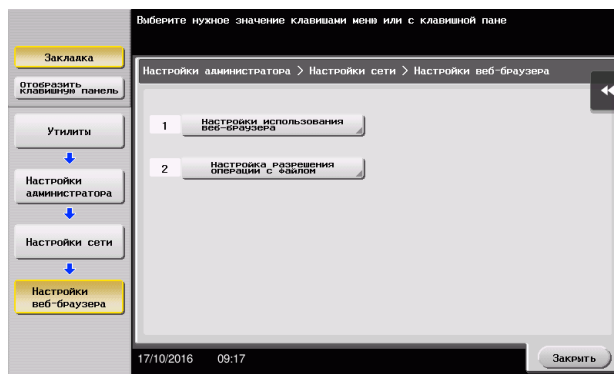 Выберите нужное значение клавишами меню или с клавишной пане
Закладка
Отобразить
клавишную панель
Настройки администратора > Настройки сети > Настройки веб-браузера
Утилиты
Настройки
администратора
Настройки сети
Настройки
веб-браузера
1 Настройки использования
веб-браузера
2 Настройка разрешения
операции с файлом
17/10/2016 09:17
Закрыть